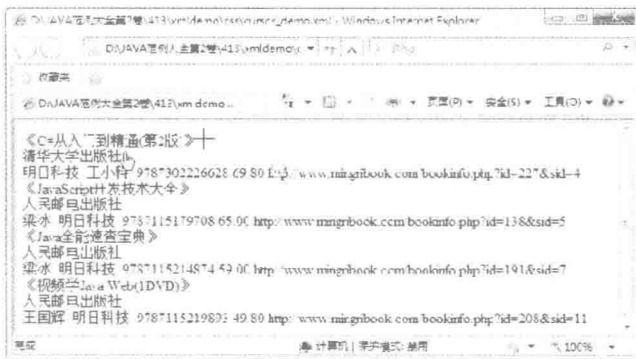 D:\JAVA范例大全第2卷\413\xmldemo\css\cursor_demo.xml - Windows Internet Explorer
D:\JAVA范例大全第2卷\413\xmldemo\c
收藏夹
D:\JAVA范例大全第2卷\413\xmldemo...
页面(P) 安全(S) 工具(O)
《C#从入门到精通(第2版)》
清华大学出版社
明日科技 王小科 9787302226628 69.80 http://www.mingribook.com/bookinfo.php?id=227&sid=4
《JavaScript开发技术大全》
人民邮电出版社
梁冰 明日科技 9787115179708 65.00 http://www.mingribook.com/bookinfo.php?id=138&sid=5
《Java全能速查宝典》
人民邮电出版社
梁冰 明日科技 9787115214874 59.00 http://www.mingribook.com/bookinfo.php?id=191&sid=7
《视频学Java Web(1DVD)》
人民邮电出版社
王国辉 明日科技 9787115219893 49.80 http://www.mingribook.com/bookinfo.php?id=208&sid=11
完成 计算机 | 保护模式: 禁用 100%